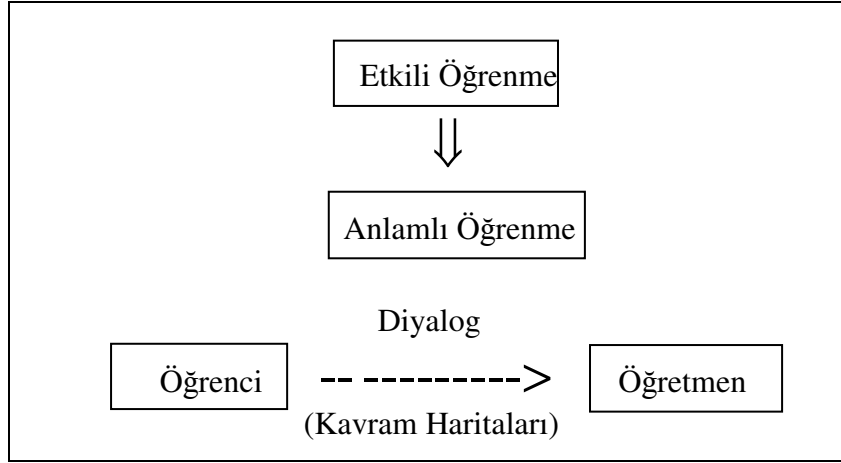 Etkili Öğrenme
Anlamlı Öğrenme
Diyalog
Öğrenci
Öğretmen
(Kavram Haritaları)